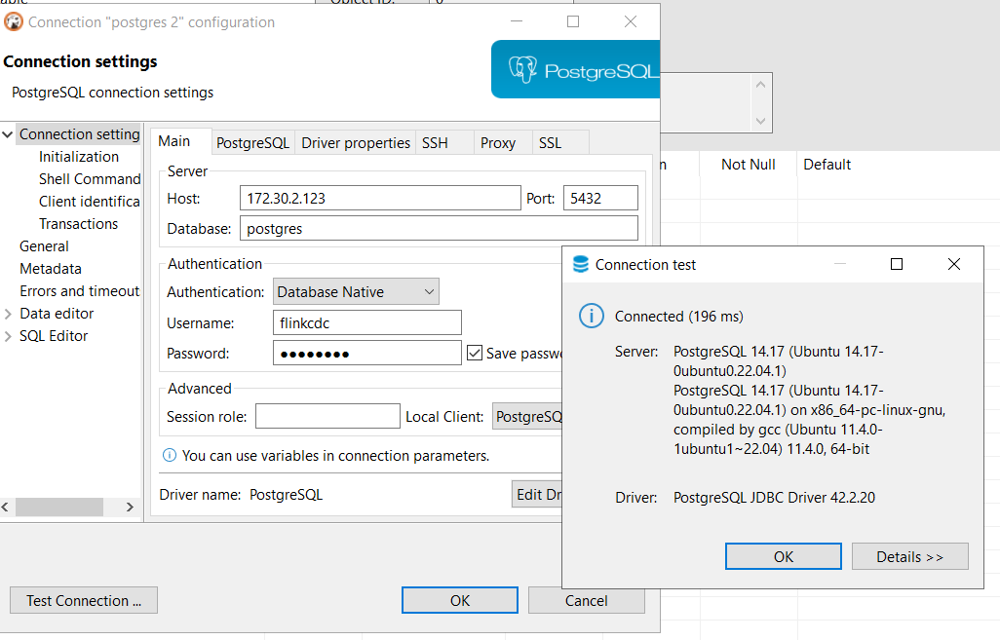 Object ID:
0
Connection "postgres 2" configuration
Connection settings
PostgreSQL connection settings
PostgreSQL
Connection setting
Initialization
Shell Command
Client identifica
Transactions
General
Metadata
Errors and timeout
Data editor
SQL Editor
Main
PostgreSQL
Driver properties
SSH
Proxy
SSL
Server
Host:
172.30.2.123
Port:
5432
Database:
postgres
Authentication
Authentication:
Database Native
Username:
flinkcdc
Password:
●●●●●●●●
Save passw
Advanced
Session role:
Local Client:
PostgreSQ
You can use variables in connection parameters.
Driver name:
PostgreSQL
Edit Dr
Test Connection ...
OK
Cancel
Not Null
Default
Connection test
Connected (196 ms)
Server:
PostgreSQL 14.17 (Ubuntu 14.17-
0ubuntu0.22.04.1)
PostgreSQL 14.17 (Ubuntu 14.17-
0ubuntu0.22.04.1) on x86_64-pc-linux-gnu,
compiled by gcc (Ubuntu 11.4.0-
1ubuntu1~22.04) 11.4.0, 64-bit
Driver:
PostgreSQL JDBC Driver 42.2.20
OK
Details >>